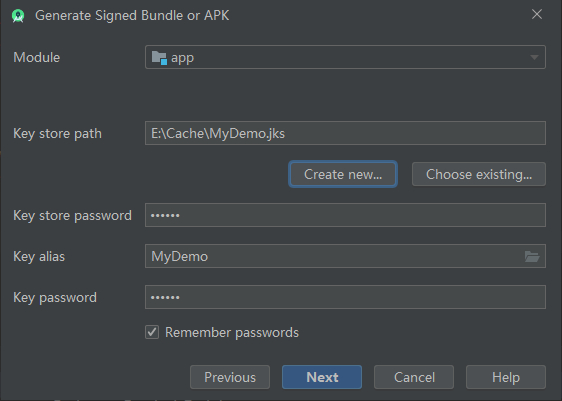 Generate Signed Bundle or APK
Module
app
Key store path
E:\Cache\MyDemo.jks
Create new...
Choose existing...
Key store password
••••••
Key alias
MyDemo
Key password
••••••
Remember passwords
Previous
Next
Cancel
Help